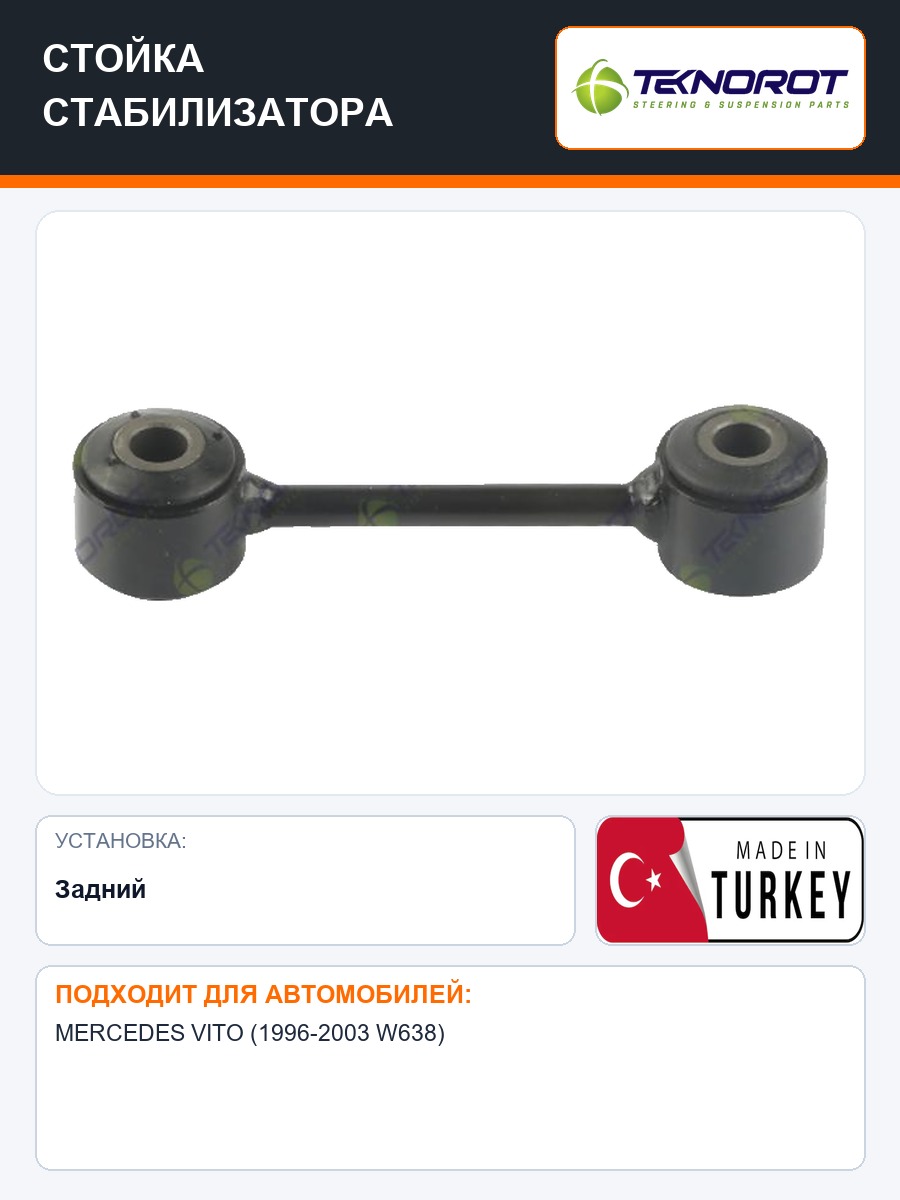 СТОЙКА
СТАБИЛИЗАТОРА
TEKNOROT
STEERING & SUSPENSION PARTS
УСТАНОВКА:
Задний
MADE IN
TURKEY
ПОДХОДИТ ДЛЯ АВТОМОБИЛЕЙ:
MERCEDES VITO (1996-2003 W638)